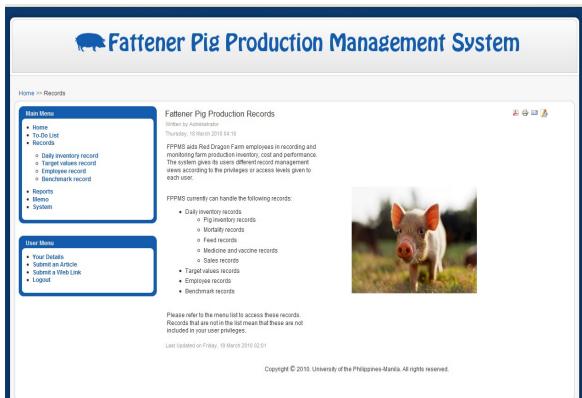 Fattener Pig Production Management System
Home >> Records
Main Menu
Home
To-Do List
Records
Daily inventory record
Target values record
Employee record
Benchmark record
Reports
Memo
System
User Menu
Your Details
Submit an Article
Submit a Web Link
Logout
Fattener Pig Production Records
Written by Administrator
Thursday, 18 March 2010 04:16
FPPMS aids Red Dragon Farm employees in recording and
monitoring farm production inventory, cost and performance.
The system gives its users different record management
views according to the privileges or access levels given to
each user.
FPPMS currently can handle the following records:
Daily inventory records
Pig inventory records
Mortality records
Feed records
Medicine and vaccine records
Sales records
Target values records
Employee records
Benchmark records
Please refer to the menu list to access these records.
Records that are not in the list mean that these are not
included in your user privileges.
Last Updated on Friday, 19 March 2010 02:01
Copyright © 2010. University of the Philippines-Manila. All rights reserved.